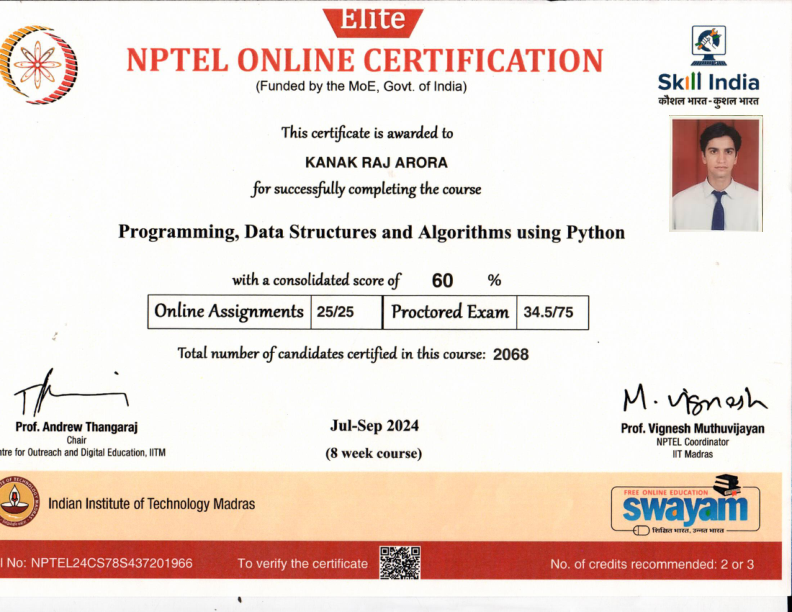 Elite
NPTEL ONLINE CERTIFICATION
(Funded by the MoE, Govt. of India)
Skill India
कौशल भारत - कुशल भारत
This certificate is awarded to
KANAK RAJ ARORA
for successfully completing the course
Programming, Data Structures and Algorithms using Python
with a consolidated score of 60 %
Online Assignments 25/25 Proctored Exam 34.5/75
Total number of candidates certified in this course: 2068
Prof. Andrew Thangaraj
Chair
ntre for Outreach and Digital Education, IITM
Jul-Sep 2024
(8 week course)
M. Vignesh
Prof. Vignesh Muthuvijayan
NPTEL Coordinator
IIT Madras
Indian Institute of Technology Madras
FREE ONLINE EDUCATION
swayam
शिक्षित भारत, उन्नत भारत
l No: NPTEL24CS78S437201966
To verify the certificate
No. of credits recommended: 2 or 3